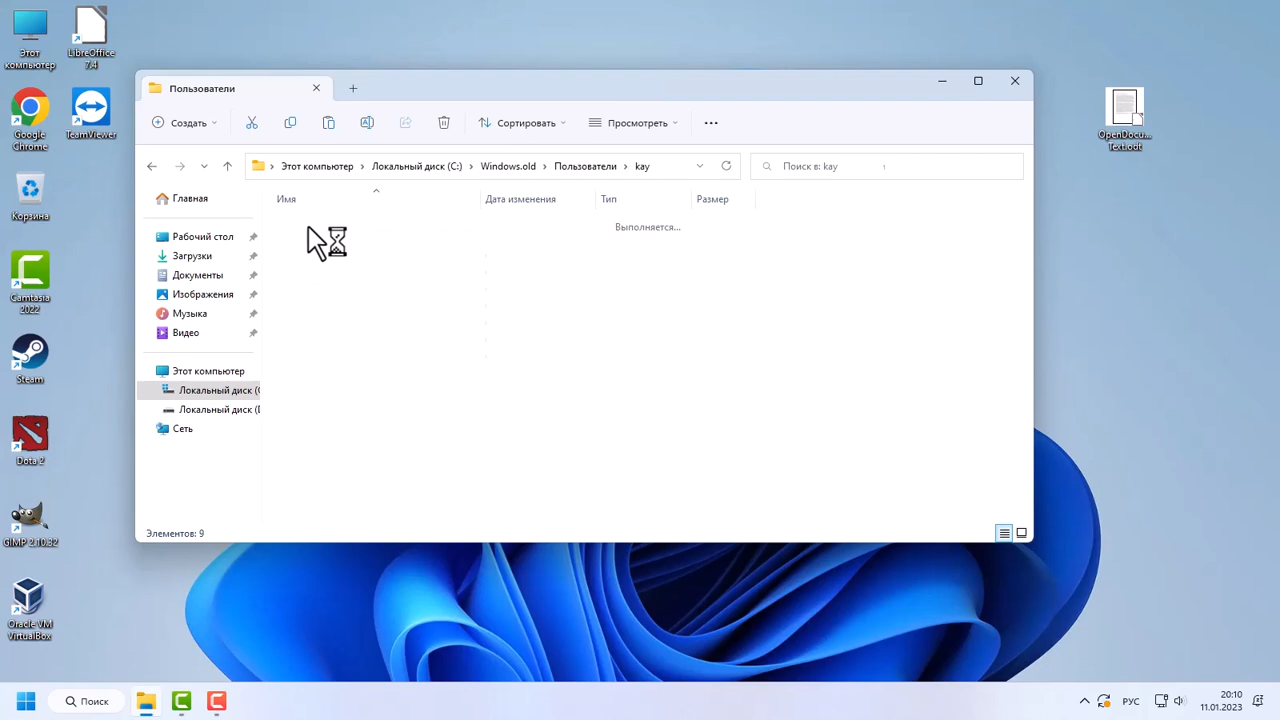 Этот
компьютер
LibreOffice
7.4
Google
Chrome
TeamViewer
Корзина
Camtasia
2022
Steam
Dota 2
GIMP 2.10.32
Oracle VM
VirtualBox
OpenDocu...
Text.odt
Пользователи
Создать
Сортировать
Просмотреть
Этот компьютер
Локальный диск (C:)
Windows.old
Пользователи
kay
Поиск в: kay
Имя
Дата изменения
Тип
Размер
Выполняется...
Главная
Рабочий стол
Загрузки
Документы
Изображения
Музыка
Видео
Этот компьютер
Локальный диск (C
Локальный диск (D
Сеть
Элементов: 9
Поиск
РУС
20:10
11.01.2023